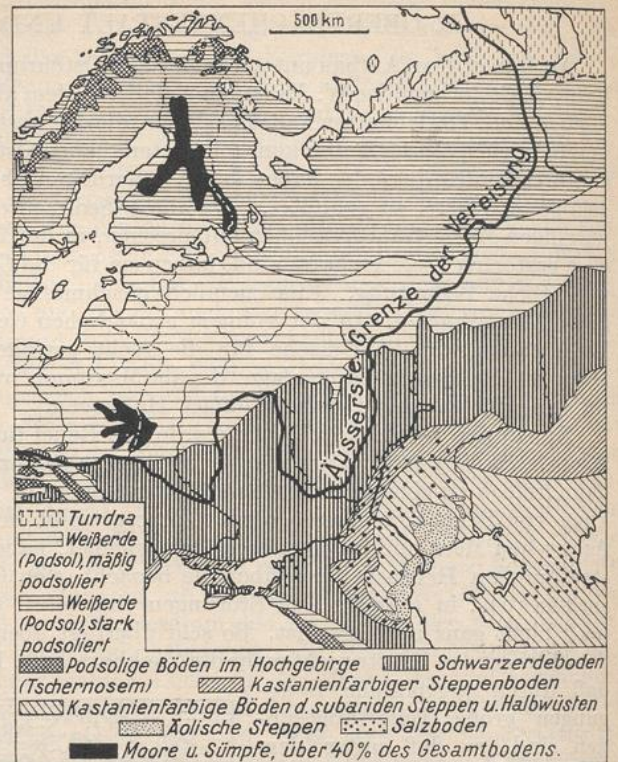 500 km
Äusserste Grenze der Vereisung
Tundra
Weißerde
(Podsol), mäßig
podsoliert
Weißerde
(Podsol), stark
podsoliert
Podsolige Böden im Hochgebirge Schwarzerdeboden
(Tschernosem) Kastanienfarbiger Steppenboden
Kastanienfarbige Böden d. subariden Steppen u. Halbwüsten
Äolische Steppen Salzboden
Moore u. Sümpfe, über 40% des Gesamtbodens.